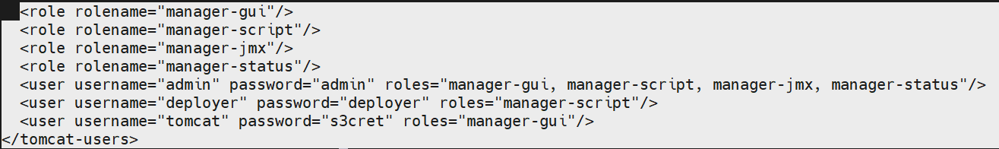 <role rolename="manager-gui"/>
<role rolename="manager-script"/>
<role rolename="manager-jmx"/>
<role rolename="manager-status"/>
<user username="admin" password="admin" roles="manager-gui, manager-script, manager-jmx, manager-status"/>
<user username="deployer" password="deployer" roles="manager-script"/>
<user username="tomcat" password="s3cret" roles="manager-gui"/>
</tomcat-users>